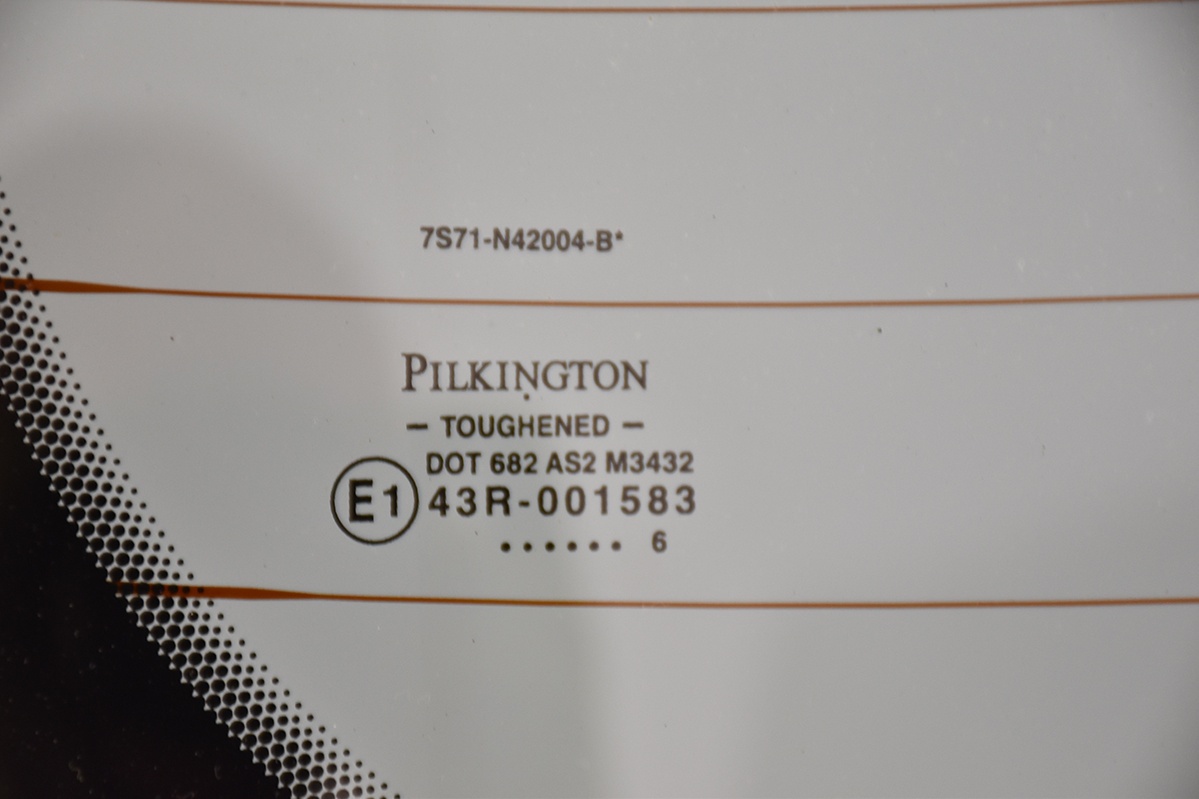 7S71-N42004-B*
PILKINGTON
– TOUGHENED –
DOT 682 AS2 M3432
E1 43R-001583
...... 6